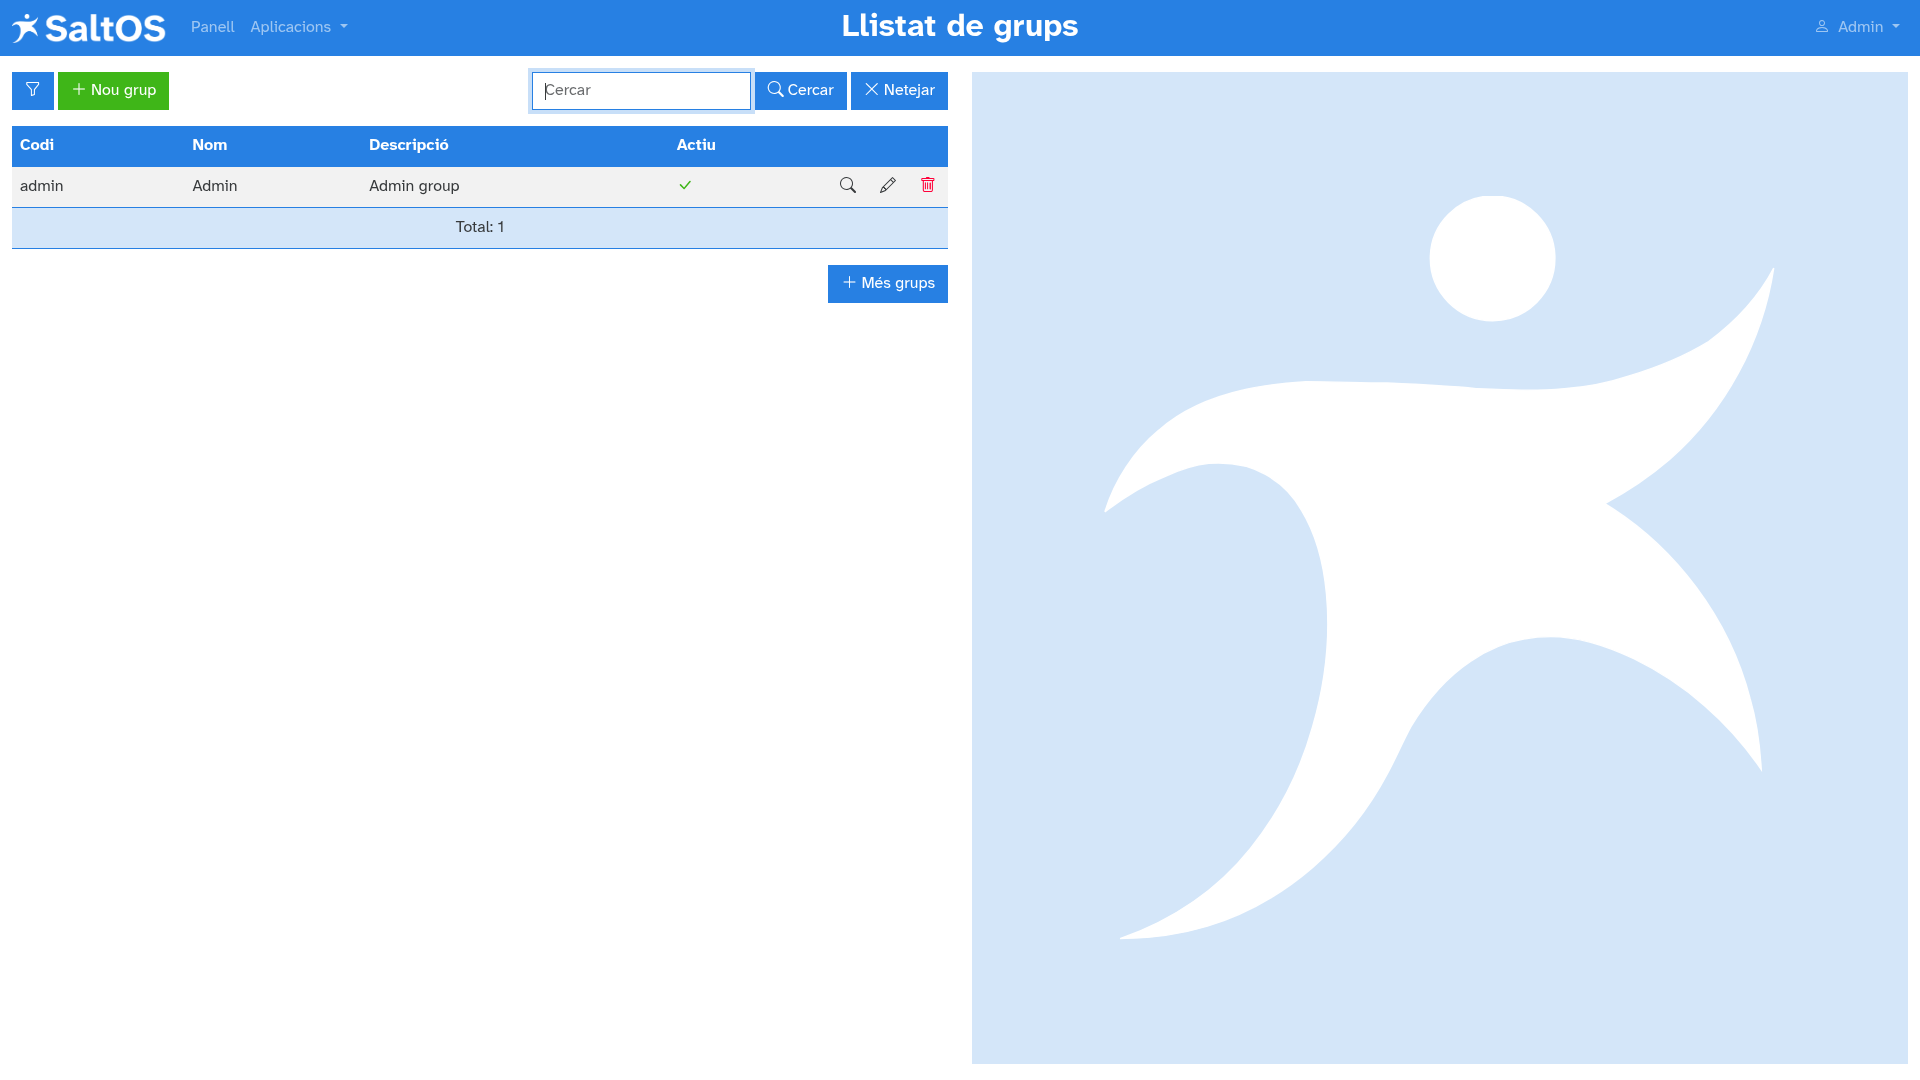 SaltOS Panell Aplicacions Llistat de grups Admin
Nou grup Cercar Cercar Netejar
Codi Nom Descripció Actiu
admin Admin Admin group
Total: 1
Més grups